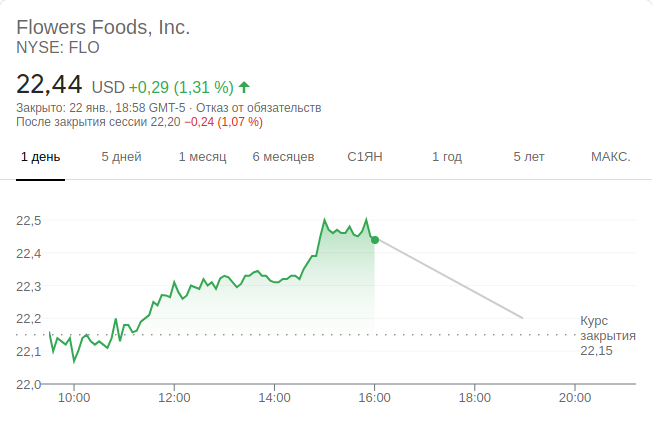 Flowers Foods, Inc.
NYSE: FLO
22,44 USD +0,29 (1,31 %)
Закрыто: 22 янв., 18:58 GMT-5 · Отказ от обязательств
После закрытия сессии 22,20 −0,24 (1,07 %)
1 день 5 дней 1 месяц 6 месяцев С1ЯН 1 год 5 лет МАКС.
22,5
22,4
22,3
22,2
22,1
22,0
Курс
закрытия
22,15
10:00 12:00 14:00 16:00 18:00 20:00